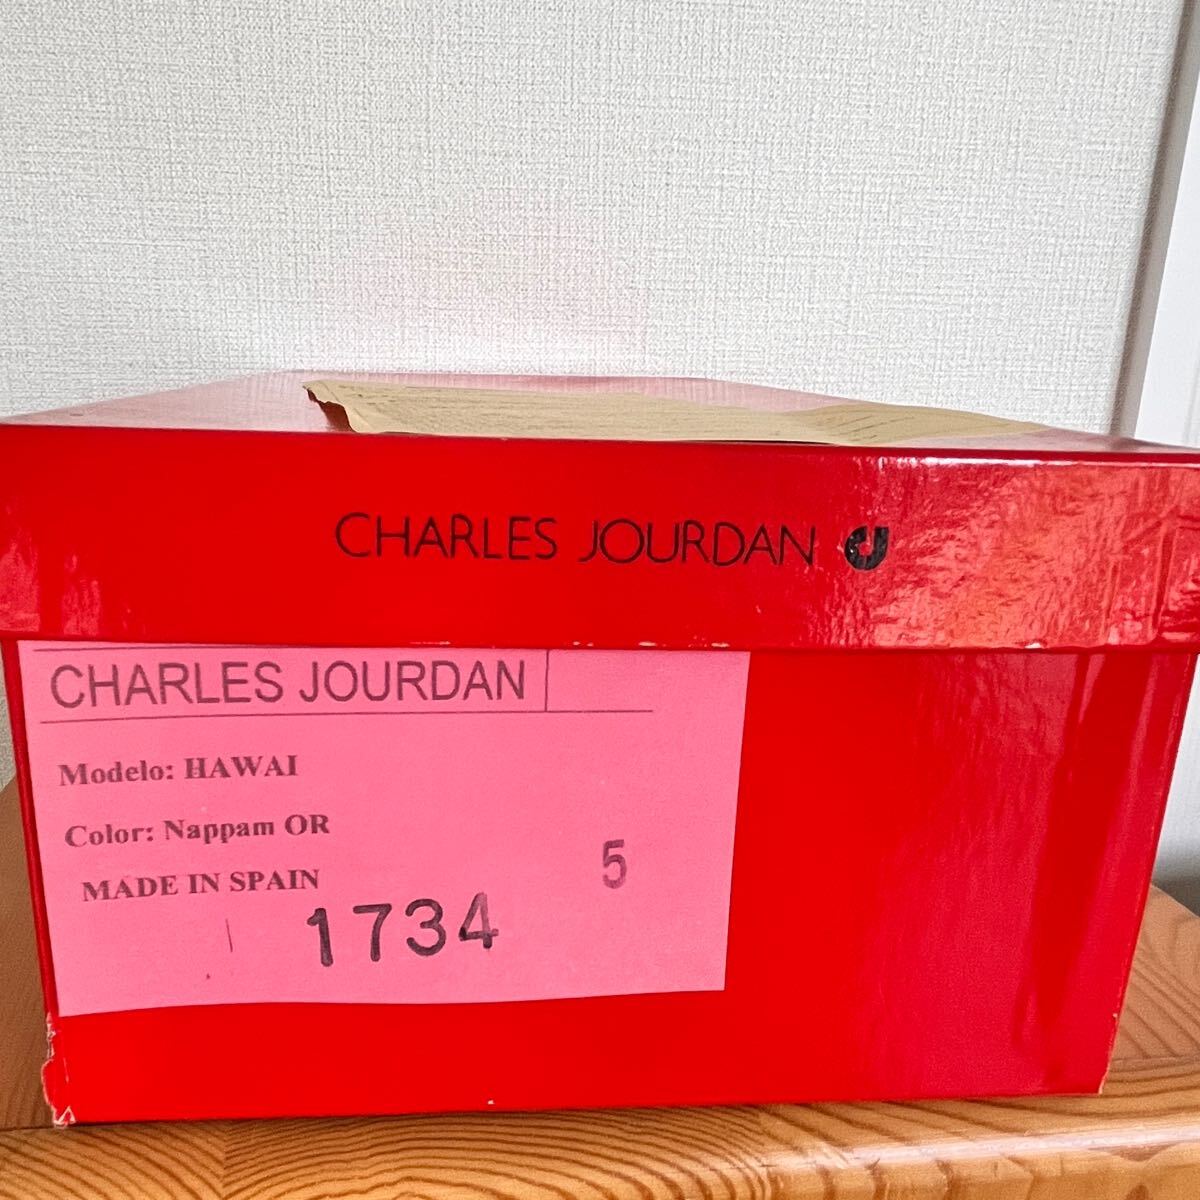 CHARLES JOURDAN
CHARLES JOURDAN
Modelo: HAWAI
Color: Nappam OR
MADE IN SPAIN
5
1734